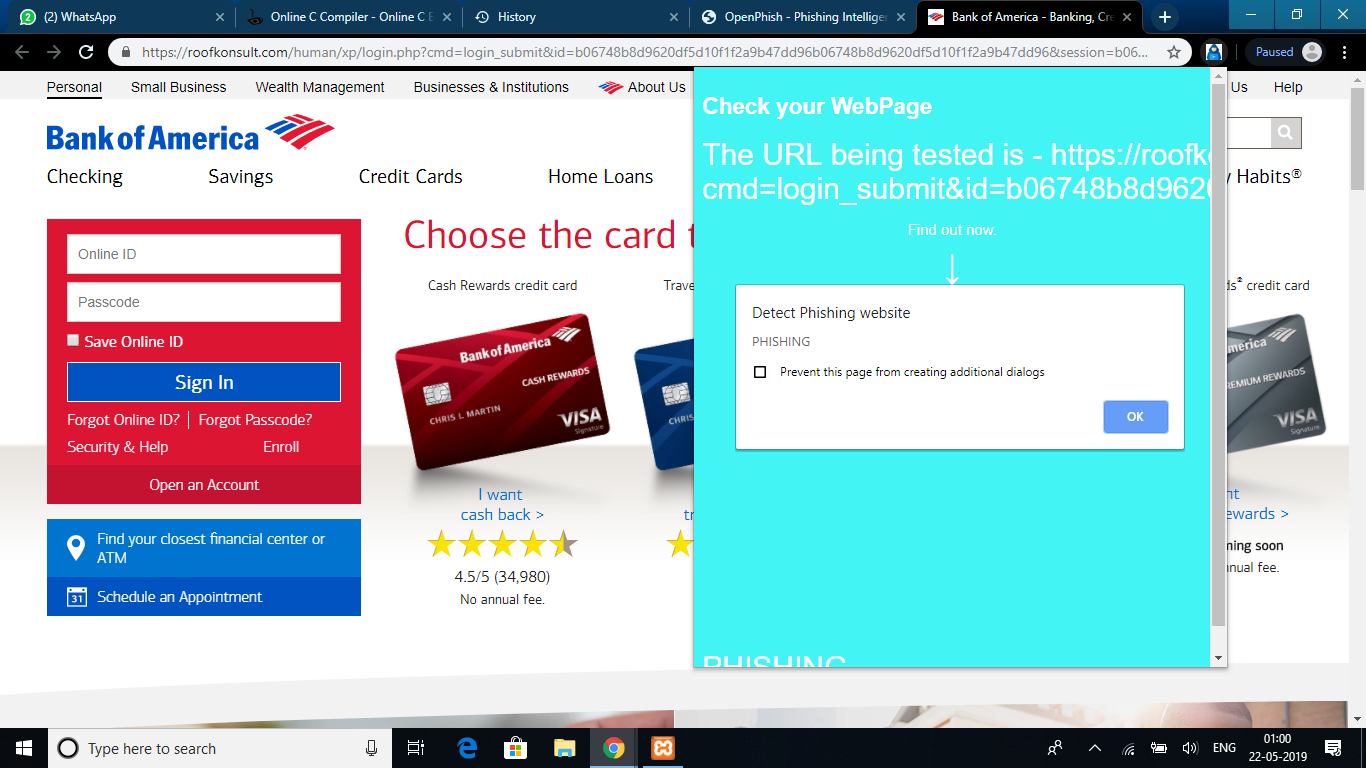 (2) WhatsApp
Online C Compiler - Online C E
History
OpenPhish - Phishing Intellige
Bank of America - Banking, Cre
https://roofkonsult.com/human/xp/login.php?cmd=login_submit&id=b06748b8d9620df5d10f1f2a9b47dd96b06748b8d9620df5d10f1f2a9b47dd96&session=b06...
Paused
Personal Small Business Wealth Management Businesses & Institutions About Us
Us Help
Bank of America
Checking Savings Credit Cards Home Loans
y Habits®
Online ID
Passcode
Save Online ID
Sign In
Forgot Online ID? Forgot Passcode?
Security & Help Enroll
Open an Account
Find your closest financial center or
ATM
31 Schedule an Appointment
Choose the card t
Cash Rewards credit card
Bank of America
CASH REWARDS
CHRIS L MARTIN
VISA
Signature
I want
cash back >
4.5/5 (34,980)
No annual fee.
Trave
tr
Check your WebPage
The URL being tested is - https://roofk
cmd=login_submit&id=b06748b8d9620
Find out now.
↓
Detect Phishing website
PHISHING
Prevent this page from creating additional dialogs
OK
PHISHING
ds® credit card
merica
REMIUM REWARDS
VISA
Signature
nt
ewards >
ming soon
nual fee.
Type here to search
ENG
01:00
22-05-2019